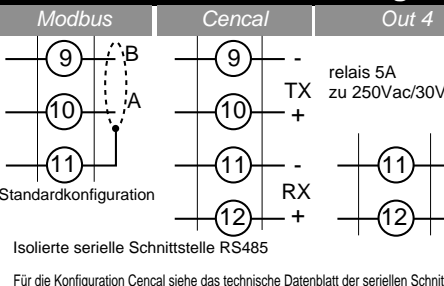 Modbus
Cencal
Out 4
9
B
10
A
11
Standardkonfiguration
9
-
TX
10
+
11
-
RX
12
+
relais 5A
zu 250Vac/30V
11
12
Isolierte serielle Schnittstelle RS485
Für die Konfiguration Cencal siehe das technische Datenblatt der seriellen Schnit